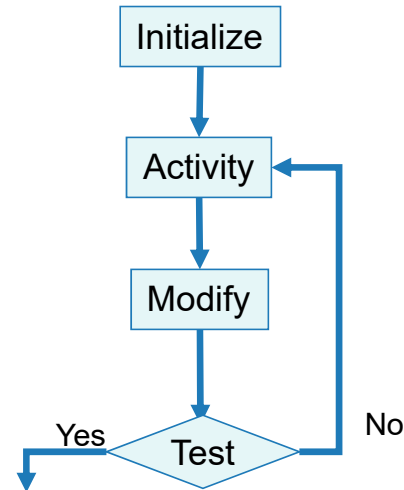 Initialize
Activity
Modify
No
Yes
Test